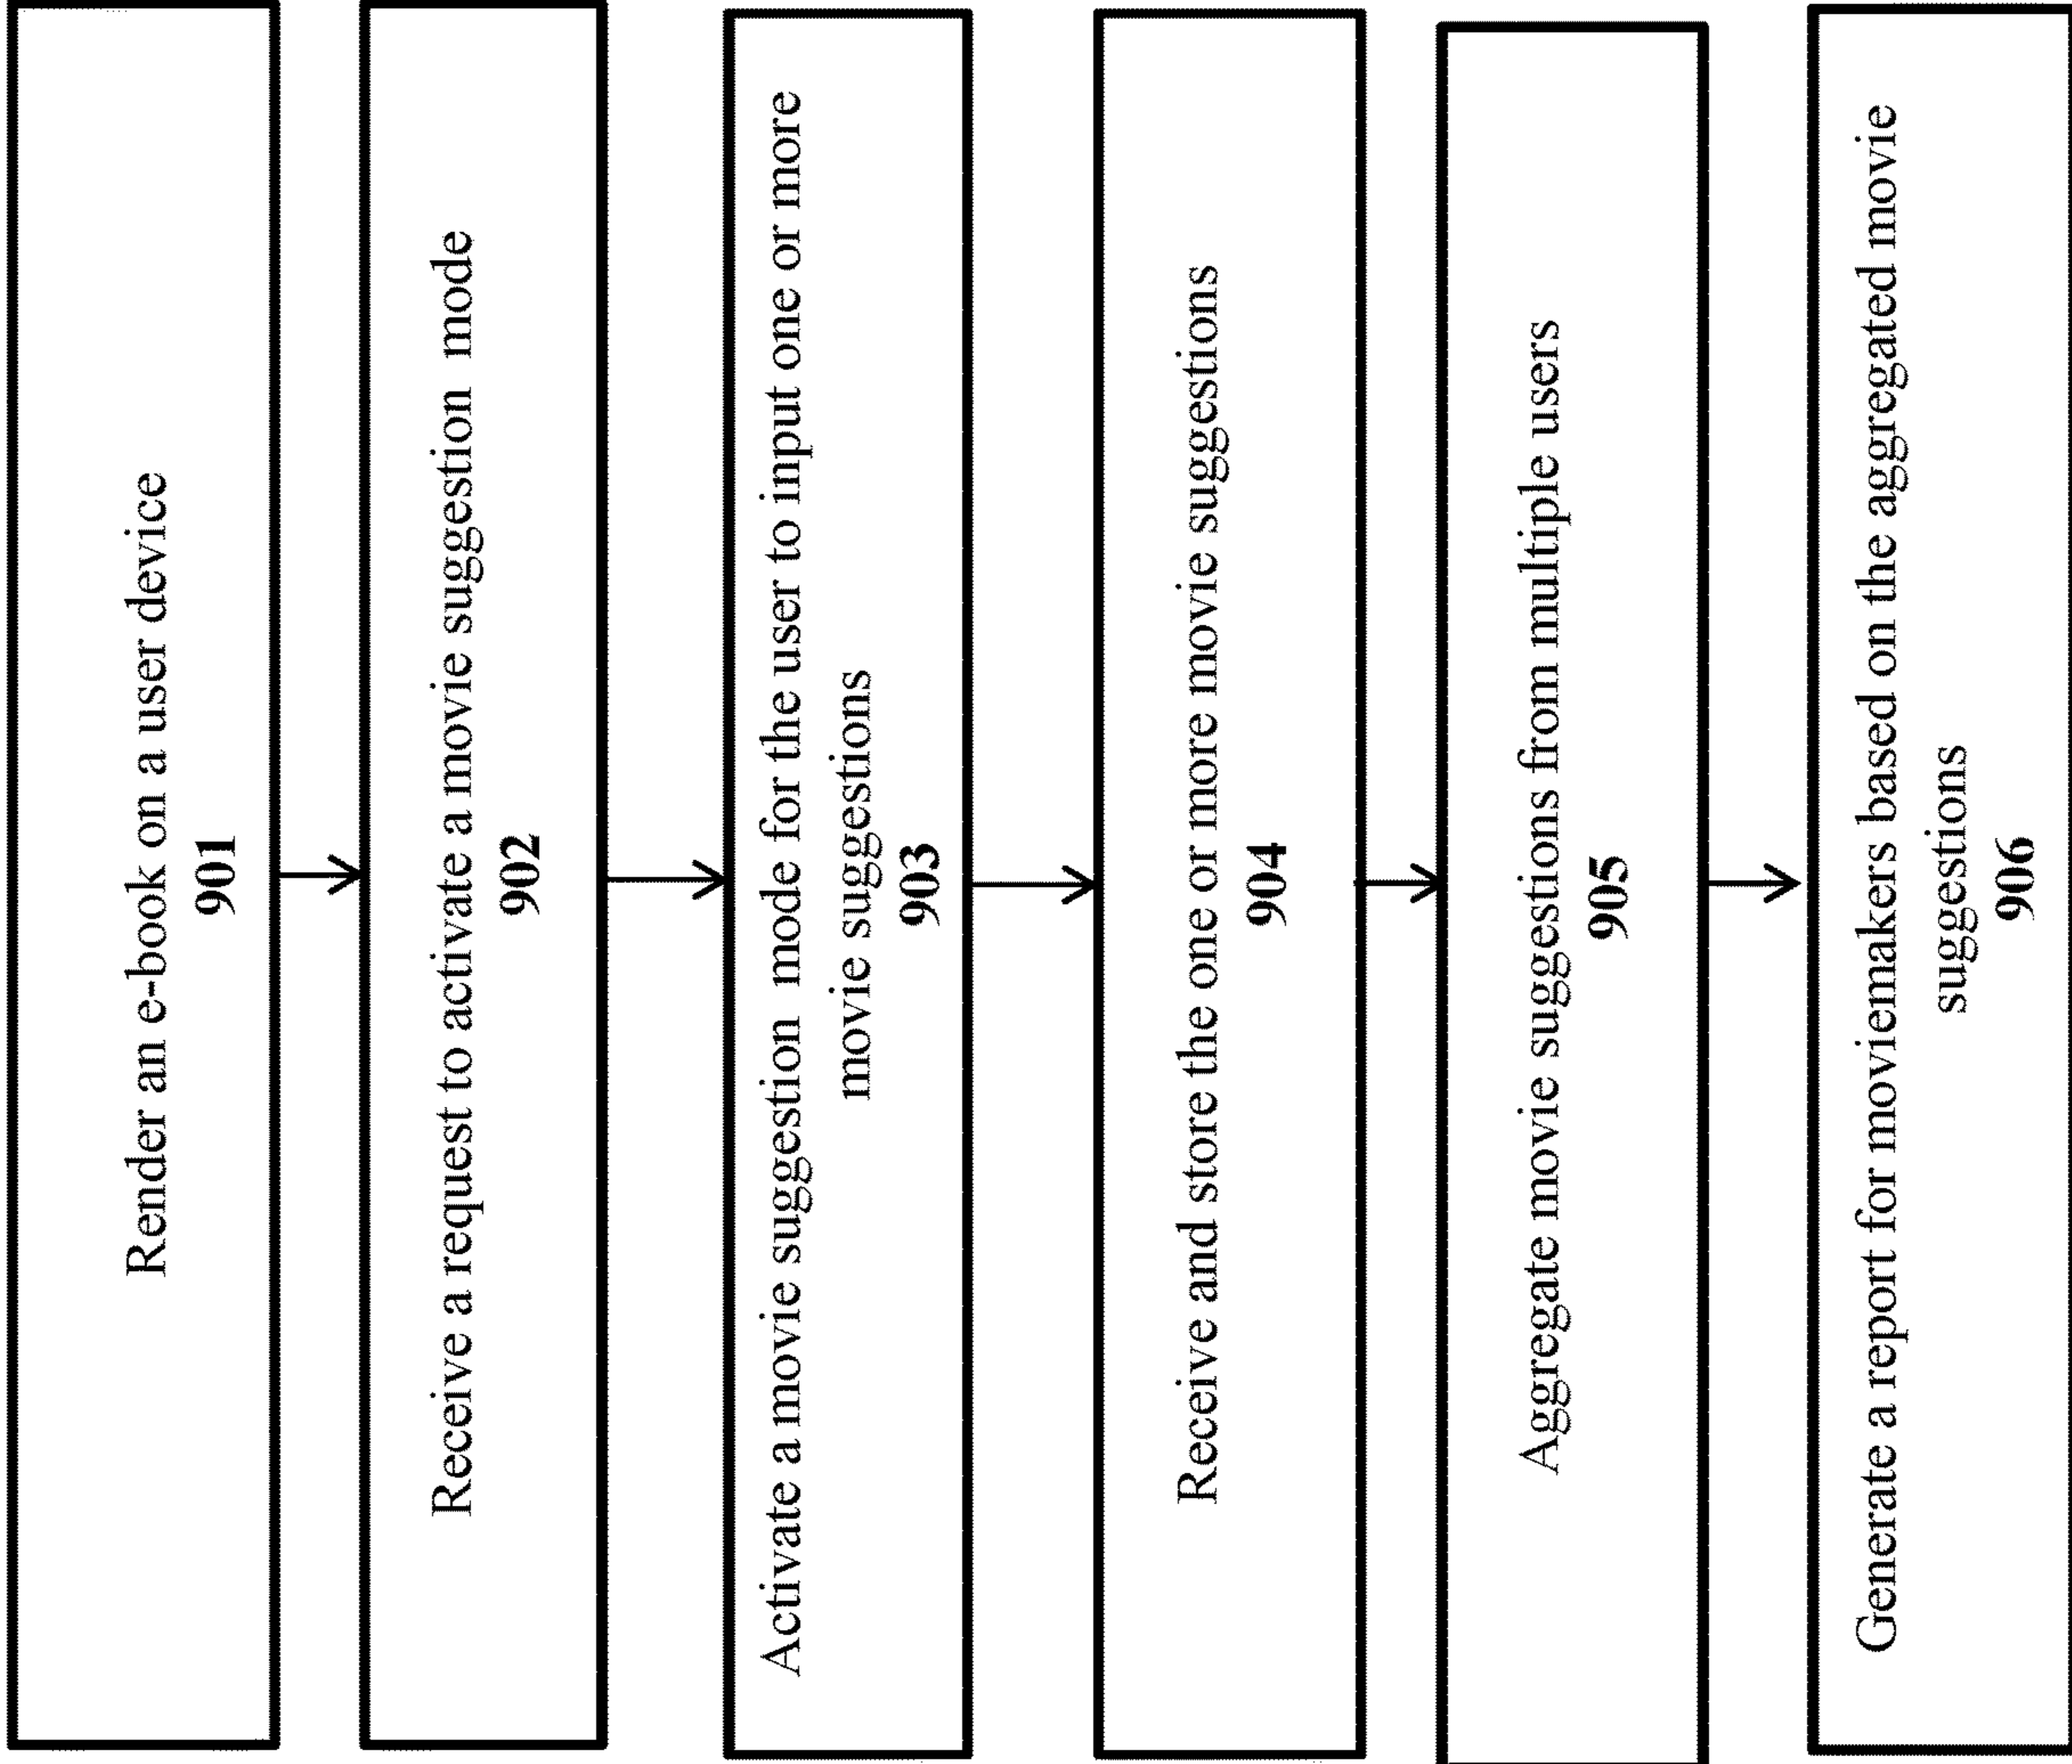 Render an e-book on a user device
901
Receive a request to activate a movie suggestion mode
902
Activate a movie suggestion mode for the user to input one or more
movie suggestions
903
Receive and store the one or more movie suggestions
904
Aggregate movie suggestions from multiple users
905
Generate a report for moviemakers based on the aggregated movie
suggestions
906